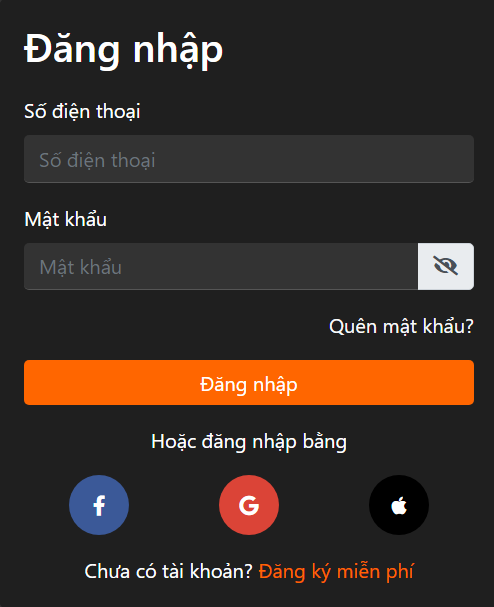 Đăng nhập
Số điện thoại
Số điện thoại
Mật khẩu
Mật khẩu
Quên mật khẩu?
Đăng nhập
Hoặc đăng nhập bằng
Chưa có tài khoản? Đăng ký miễn phí